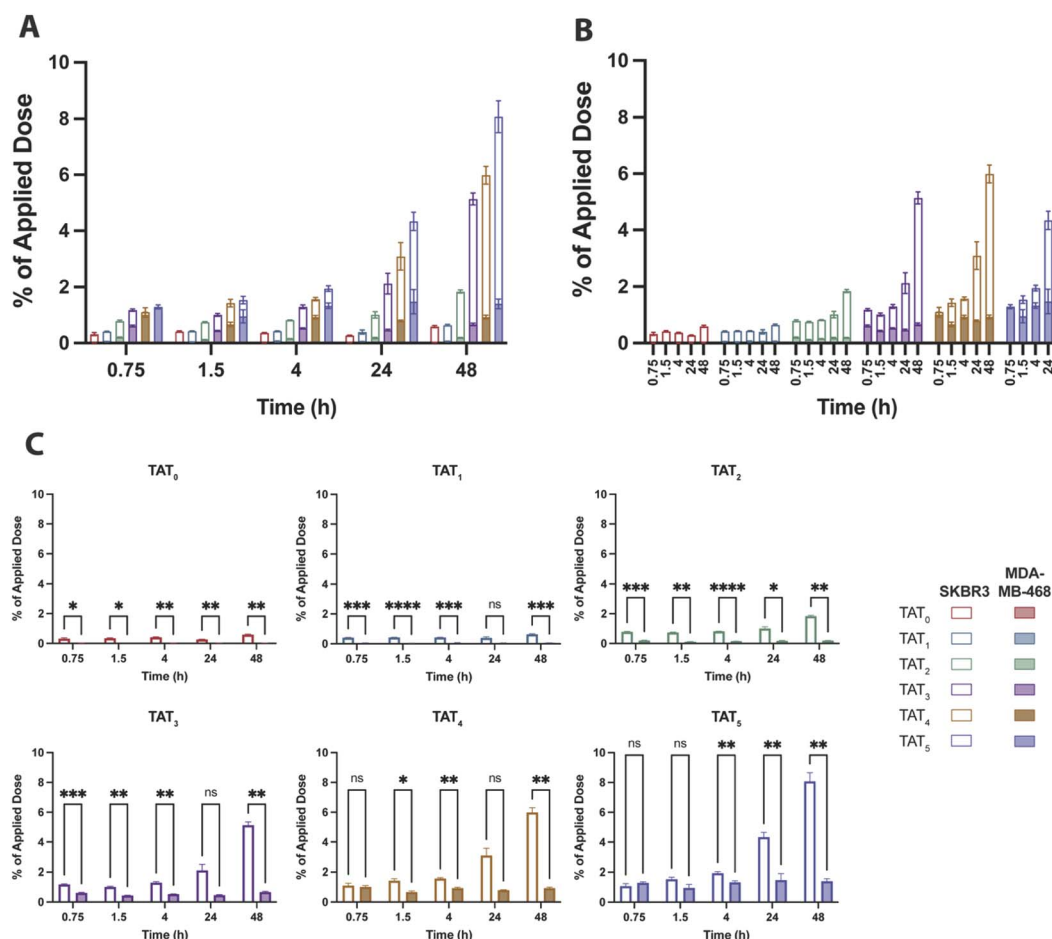 A
10
8
6
4
2
0
% of Applied Dose
0.75 1.5 4 24 48
Time (h)
B
10
8
6
4
2
0
% of Applied Dose
0.75 1.5 4 24 48 0.75 1.5 4 24 48 0.75 1.5 4 24 48 0.75 1.5 4 24 48 0.75 1.5 4 24 48 0.75 1.5 4 24
Time (h)
C
TAT0
10
8
6
4
2
0
% of Applied Dose
* * ** ** **
0.75 1.5 4 24 48
Time (h)
TAT1
10
8
6
4
2
0
% of Applied Dose
*** **** *** ns ***
0.75 1.5 4 24 48
Time (h)
TAT2
10
8
6
4
2
0
% of Applied Dose
*** ** **** * **
0.75 1.5 4 24 48
Time (h)
SKBR3
MDA-
MB-468
TAT0
TAT1
TAT2
TAT3
TAT4
TAT5
TAT3
10
8
6
4
2
0
% of Applied Dose
*** ** ** ns **
0.75 1.5 4 24 48
Time (h)
TAT4
10
8
6
4
2
0
% of Applied Dose
ns * ** ns **
0.75 1.5 4 24 48
Time (h)
TAT5
10
8
6
4
2
0
% of Applied Dose
ns ns ** ** **
0.75 1.5 4 24 48
Time (h)